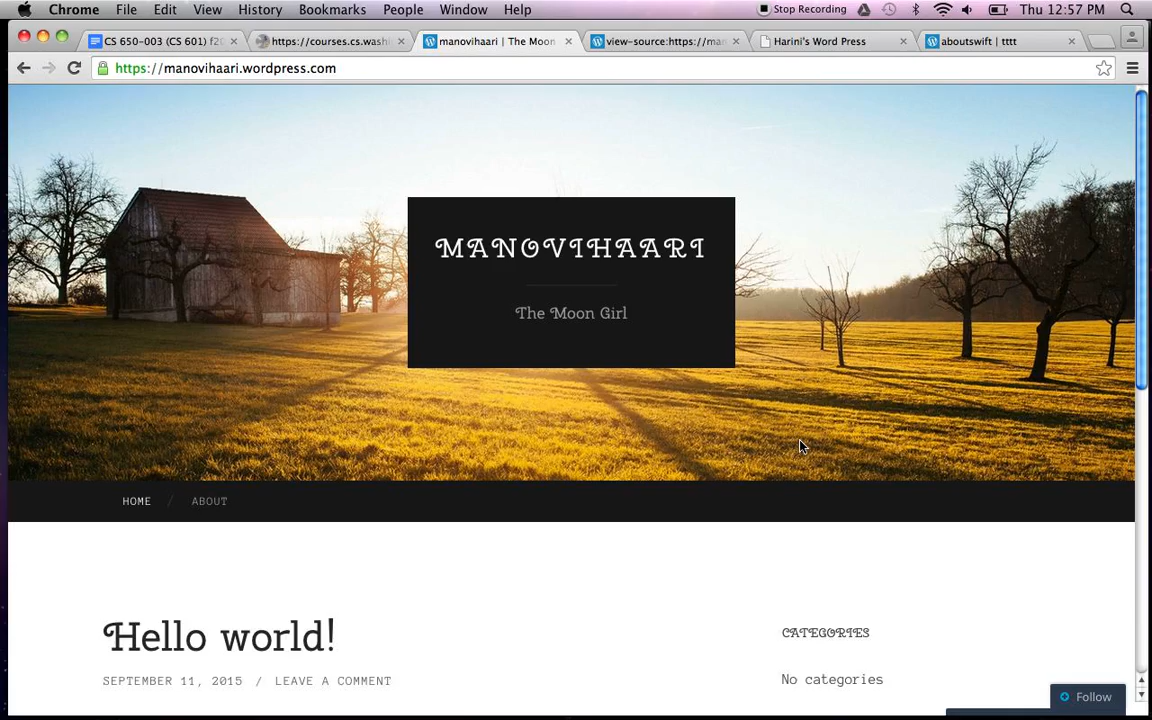 Chrome File Edit View History Bookmarks People Window Help Stop Recording Thu 12:57 PM
CS 650-003 (CS 601) f20 https://courses.cs.washi manovihaari | The Moon view-source:https://ma Harini's Word Press aboutswift | tttt
https://manovihaari.wordpress.com
MANOVIHAARI
The Moon Girl
HOME / ABOUT
Hello world!
SEPTEMBER 11, 2015 / LEAVE A COMMENT
CATEGORIES
No categories
Follow